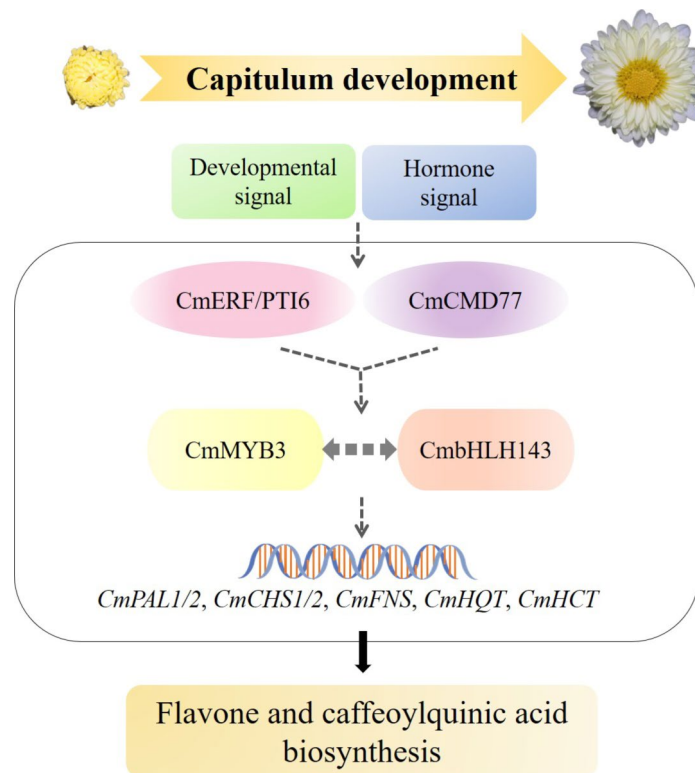 Capitulum development
Developmental
signal
Hormone
signal
CmERF/PTI6
CmCMD77
CmMYB3
CmbHLH143
CmPAL1/2, CmCHS1/2, CmFNS, CmHQT, CmHCT
Flavone and caffeoylquinic acid
biosynthesis